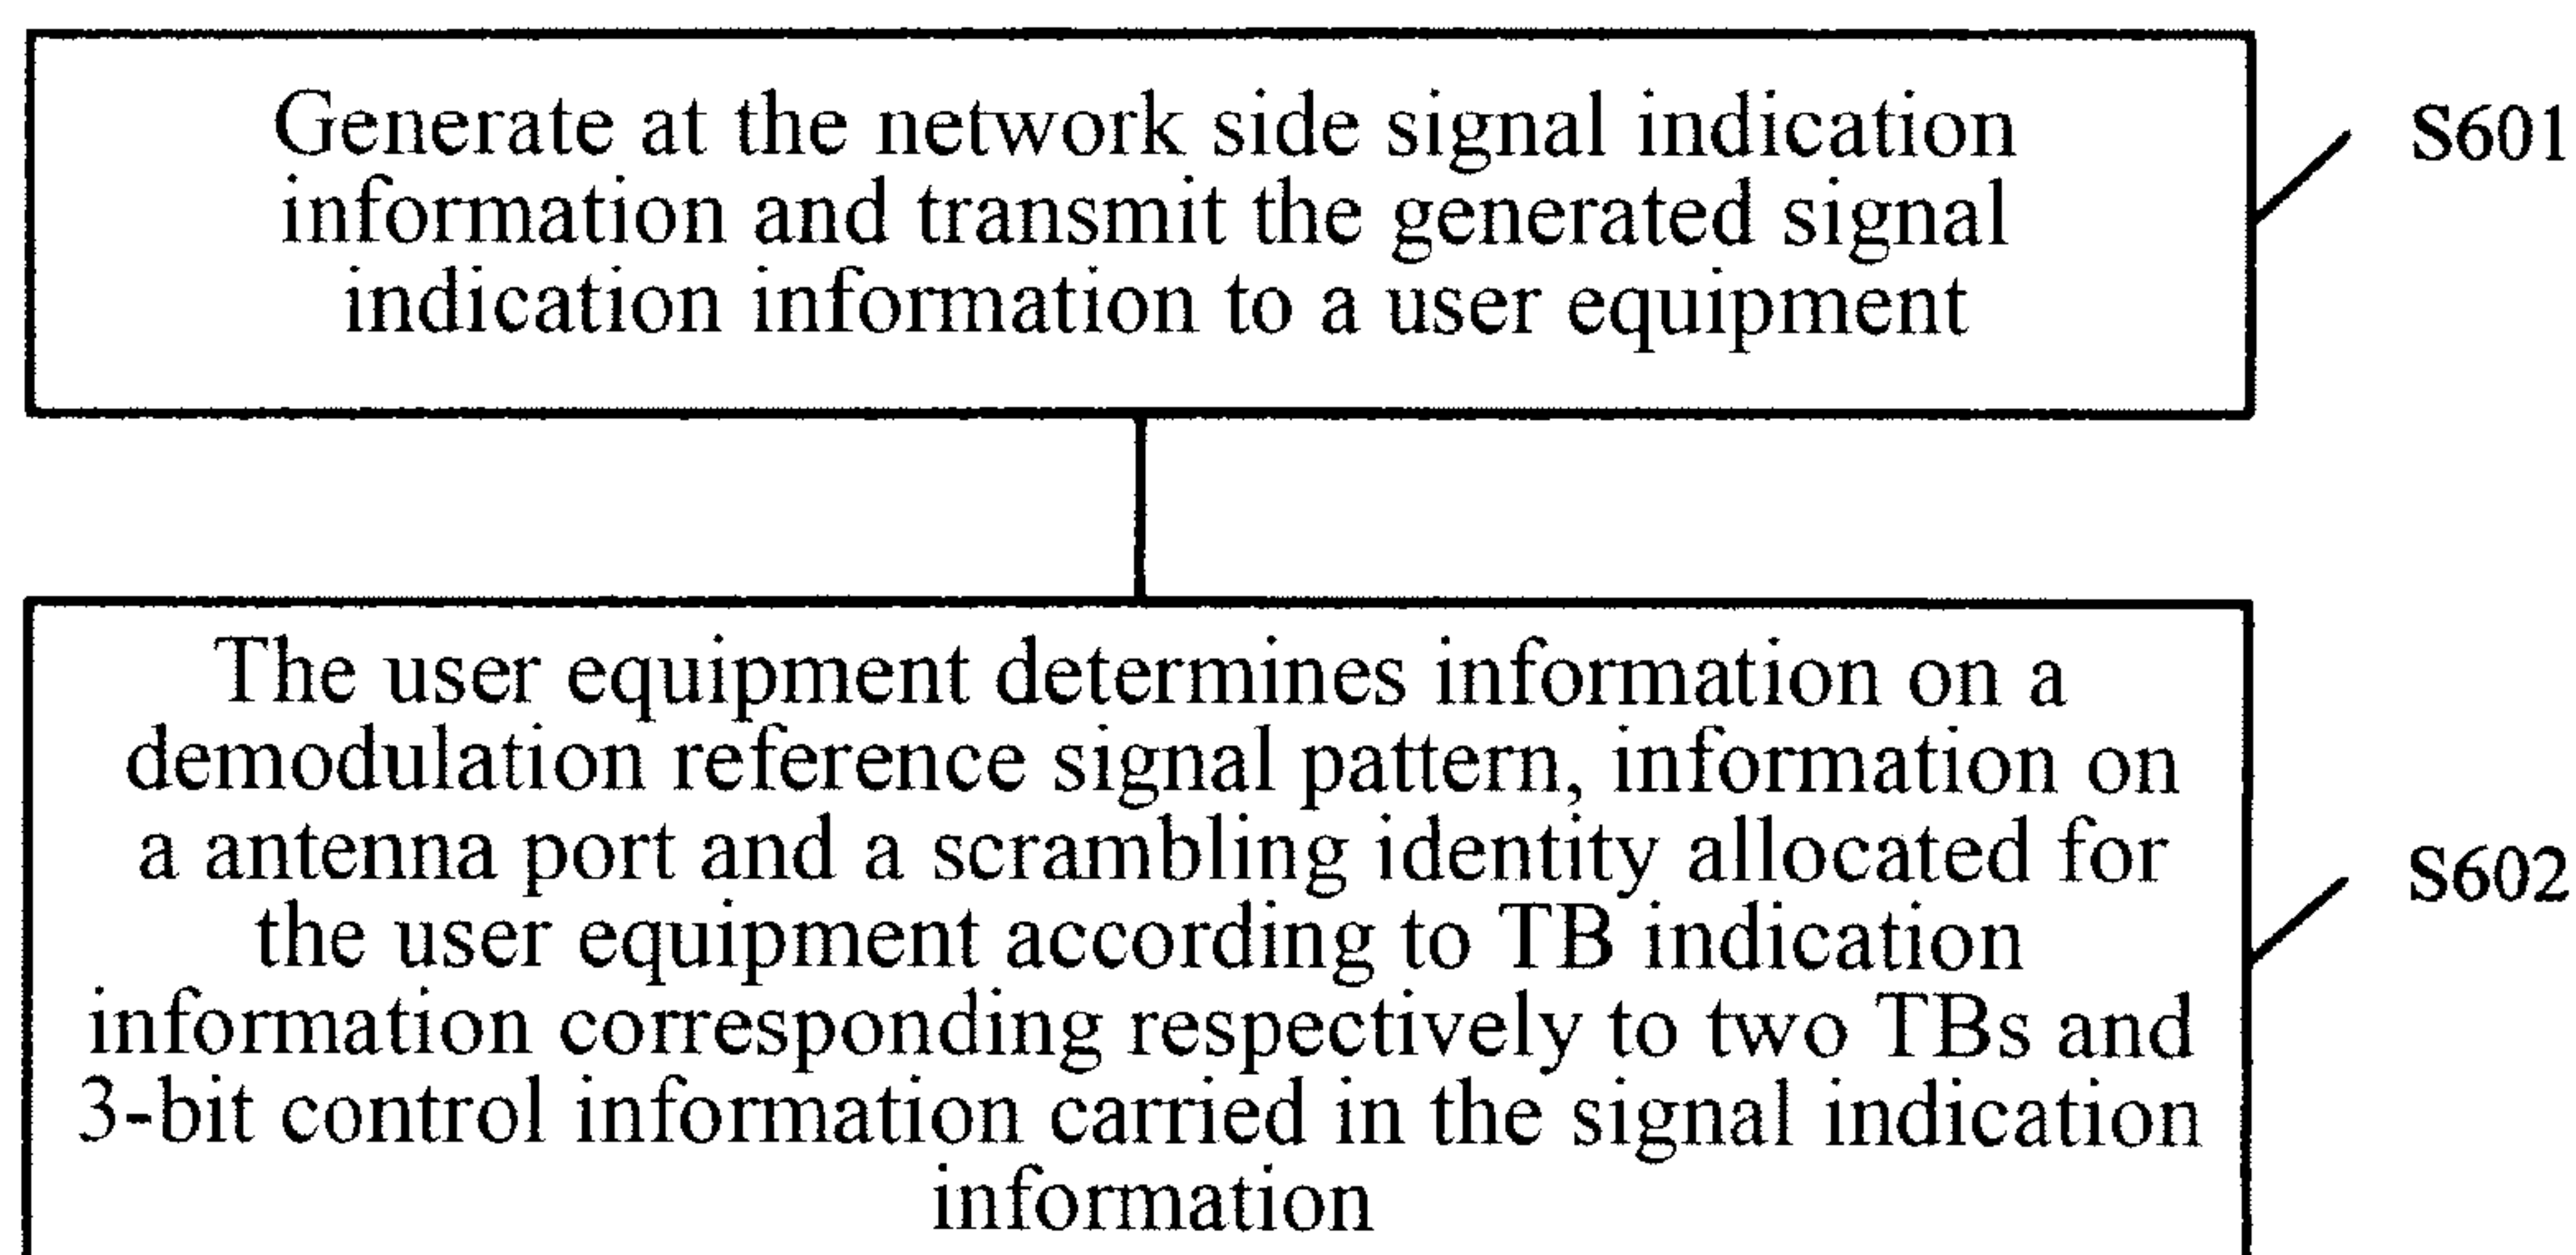 Generate at the network side signal indication
information and transmit the generated signal
indication information to a user equipment
S601
The user equipment determines information on a
demodulation reference signal pattern, information on
a antenna port and a scrambling identity allocated for
the user equipment according to TB indication
information corresponding respectively to two TBs and
3-bit control information carried in the signal indication
information
S602